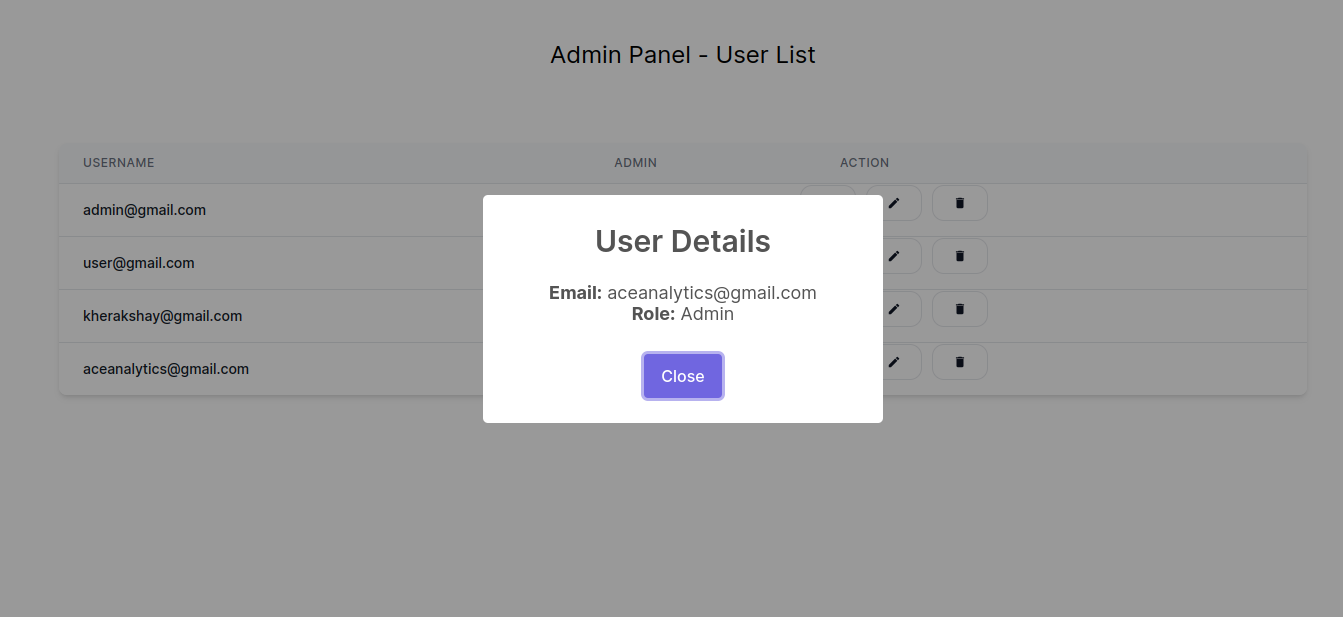 Admin Panel - User List
USERNAME ADMIN ACTION
admin@gmail.com
user@gmail.com
kherakshay@gmail.com
aceanalytics@gmail.com
User Details
Email: aceanalytics@gmail.com
Role: Admin
Close